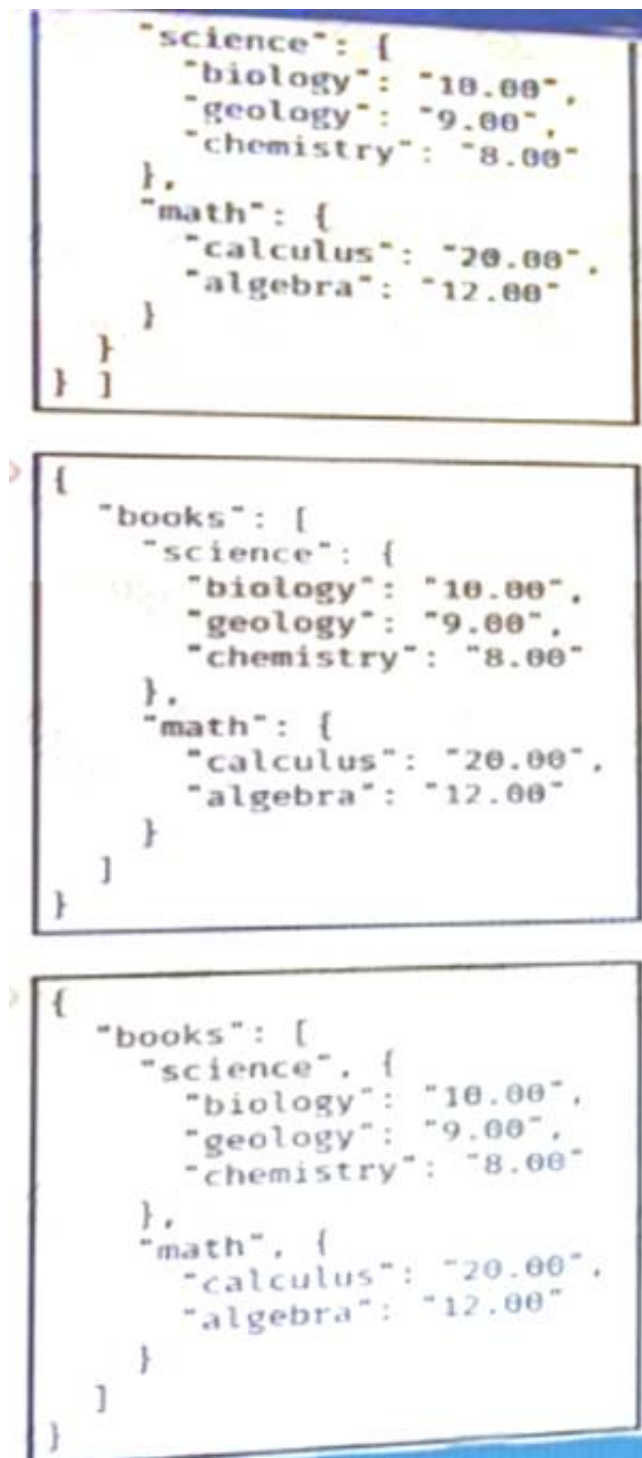 "science": {
"biology": "10.00",
"geology": "9.00",
"chemistry": "8.00"
},
"math": {
"calculus": "20.00",
"algebra": "12.00"
}
}
} ]
{
"books": [
"science": {
"biology": "10.00",
"geology": "9.00",
"chemistry": "8.00"
},
"math": {
"calculus": "20.00",
"algebra": "12.00"
}
]
}
{
"books": [
"science", {
"biology": "10.00",
"geology": "9.00",
"chemistry": "8.00"
},
"math", {
"calculus": "20.00",
"algebra": "12.00"
}
]
}